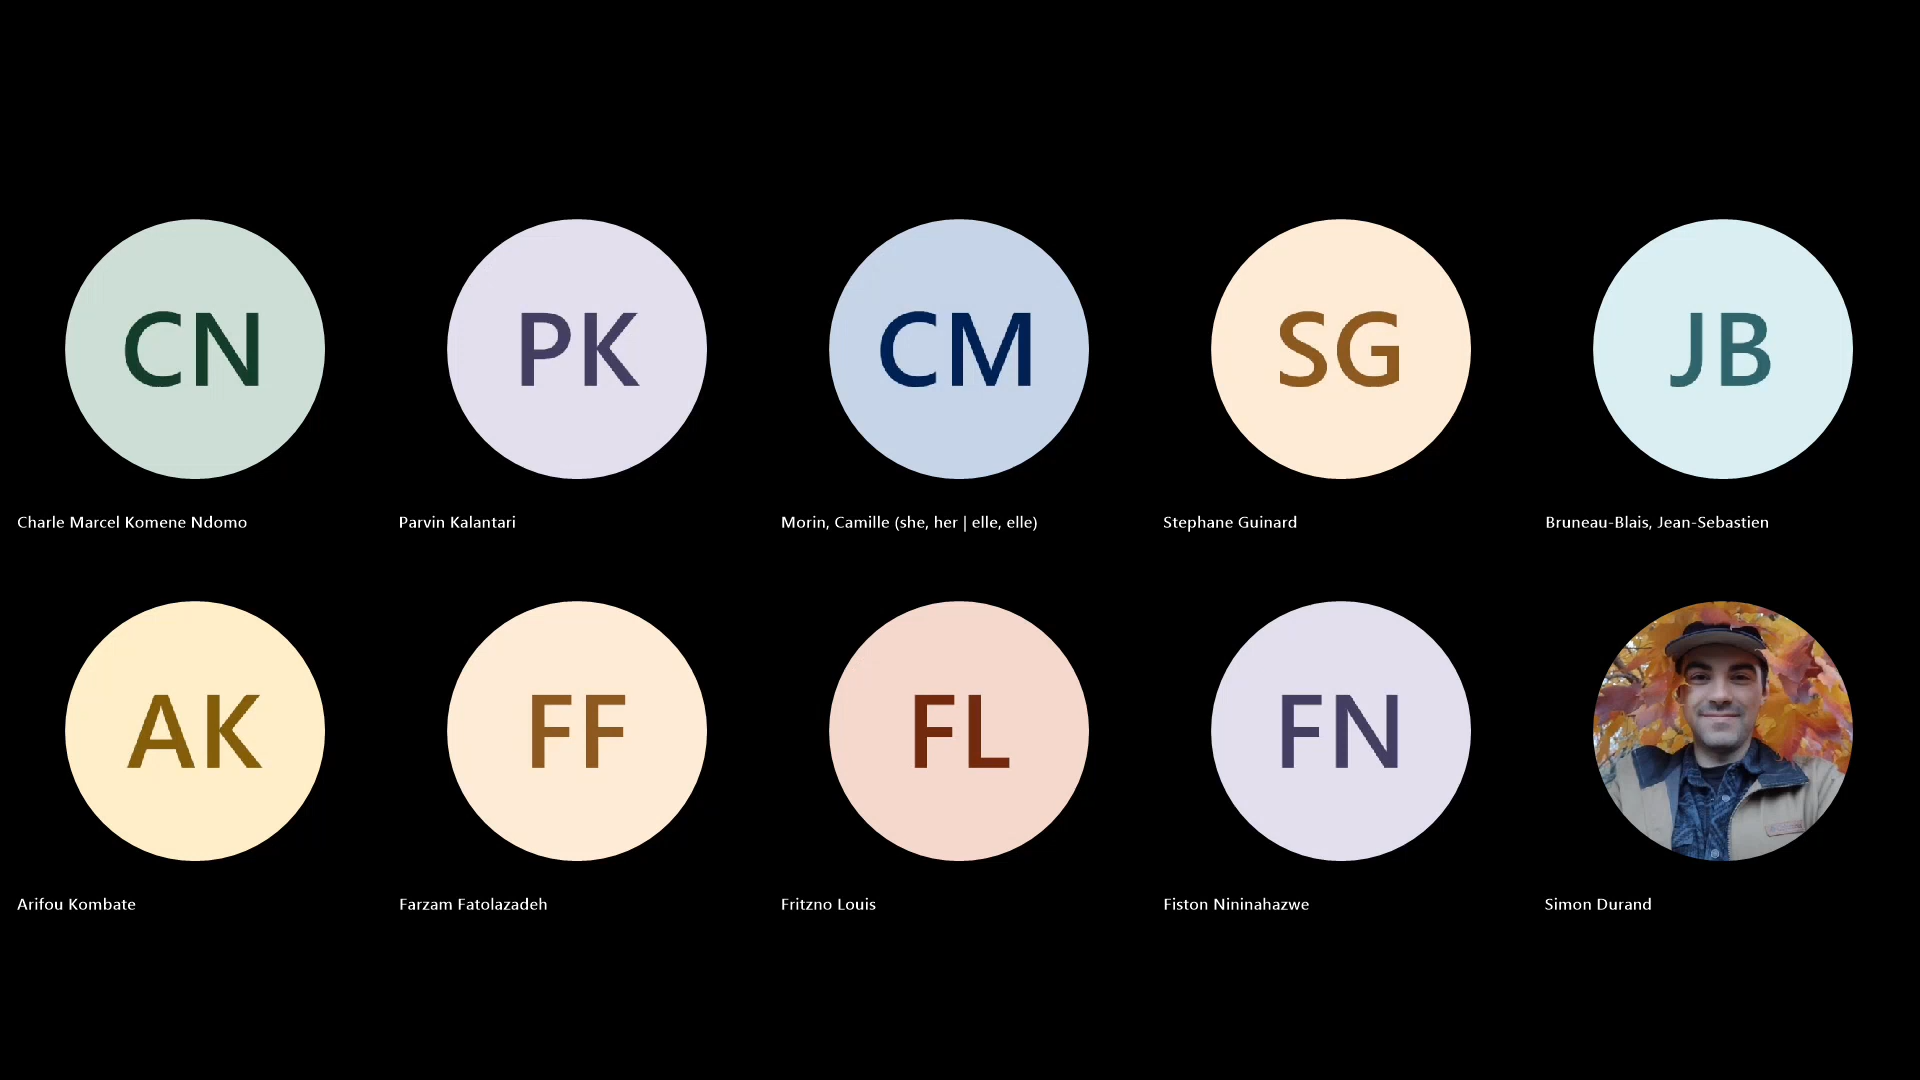 CN
PK
CM
SG
JB
Charle Marcel Komene Ndomo
Parvin Kalantari
Morin, Camille (she, her | elle, elle)
Stephane Guinard
Bruneau-Blais, Jean-Sebastien
AK
FF
FL
FN
Arifou Kombate
Farzam Fatolazadeh
Fritzno Louis
Fiston Nininahazwe
Simon Durand